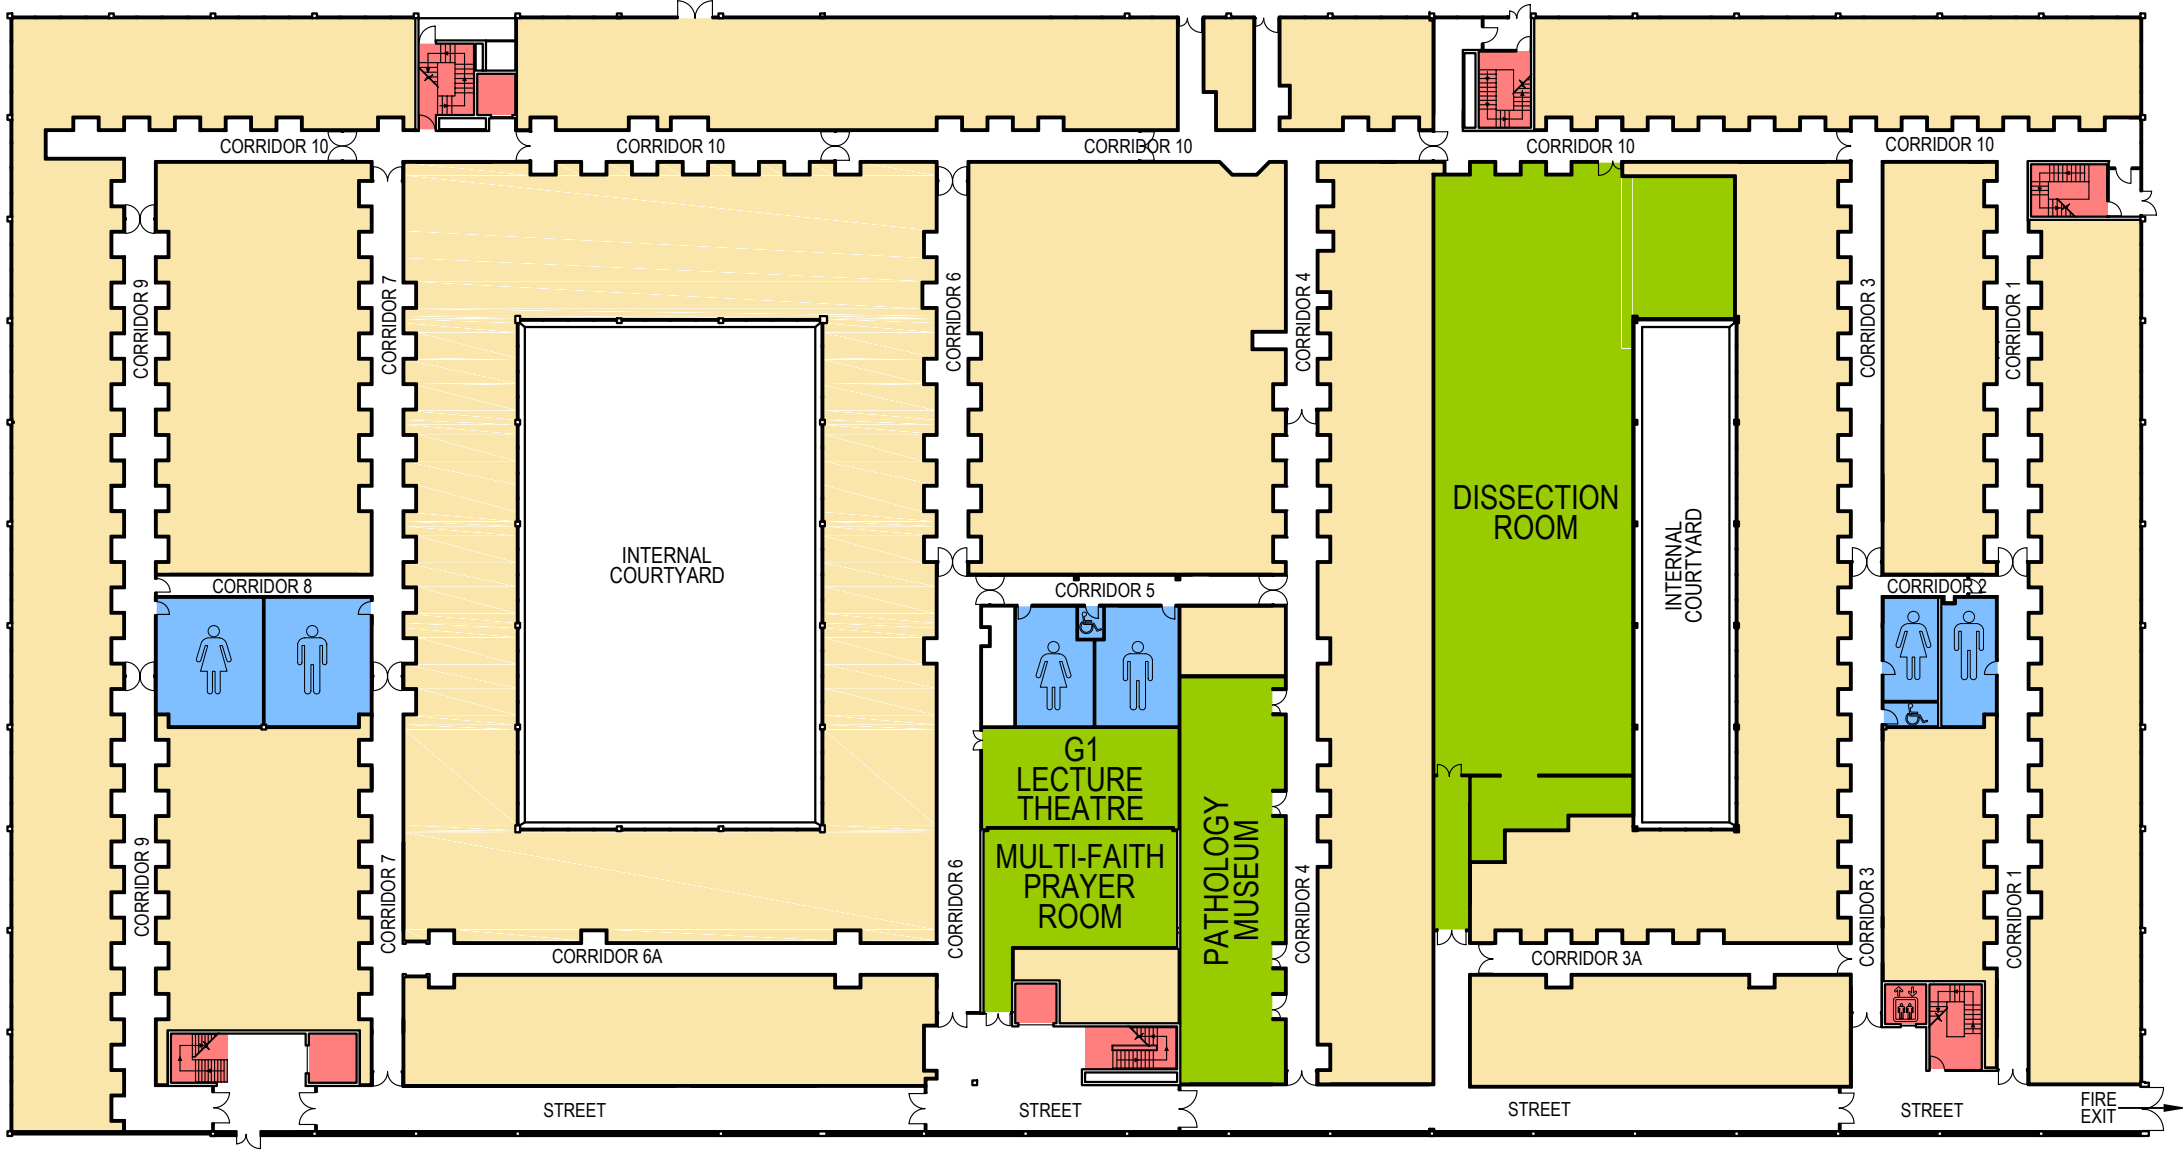 CORRIDOR 10
CORRIDOR 10
CORRIDOR 10
CORRIDOR 10
CORRIDOR 10
CORRIDOR 9
CORRIDOR 7
CORRIDOR 6
CORRIDOR 4
CORRIDOR 3
CORRIDOR 1
DISSECTION
ROOM
INTERNAL
COURTYARD
INTERNAL
COURTYARD
CORRIDOR 8
CORRIDOR 5
CORRIDOR 2
G1
LECTURE
THEATRE
MULTI-FAITH
PRAYER
ROOM
PATHOLOGY
MUSEUM
CORRIDOR 9
CORRIDOR 7
CORRIDOR 6
CORRIDOR 4
CORRIDOR 3
CORRIDOR 1
CORRIDOR 6A
CORRIDOR 3A
STREET
STREET
STREET
STREET
FIRE
EXIT